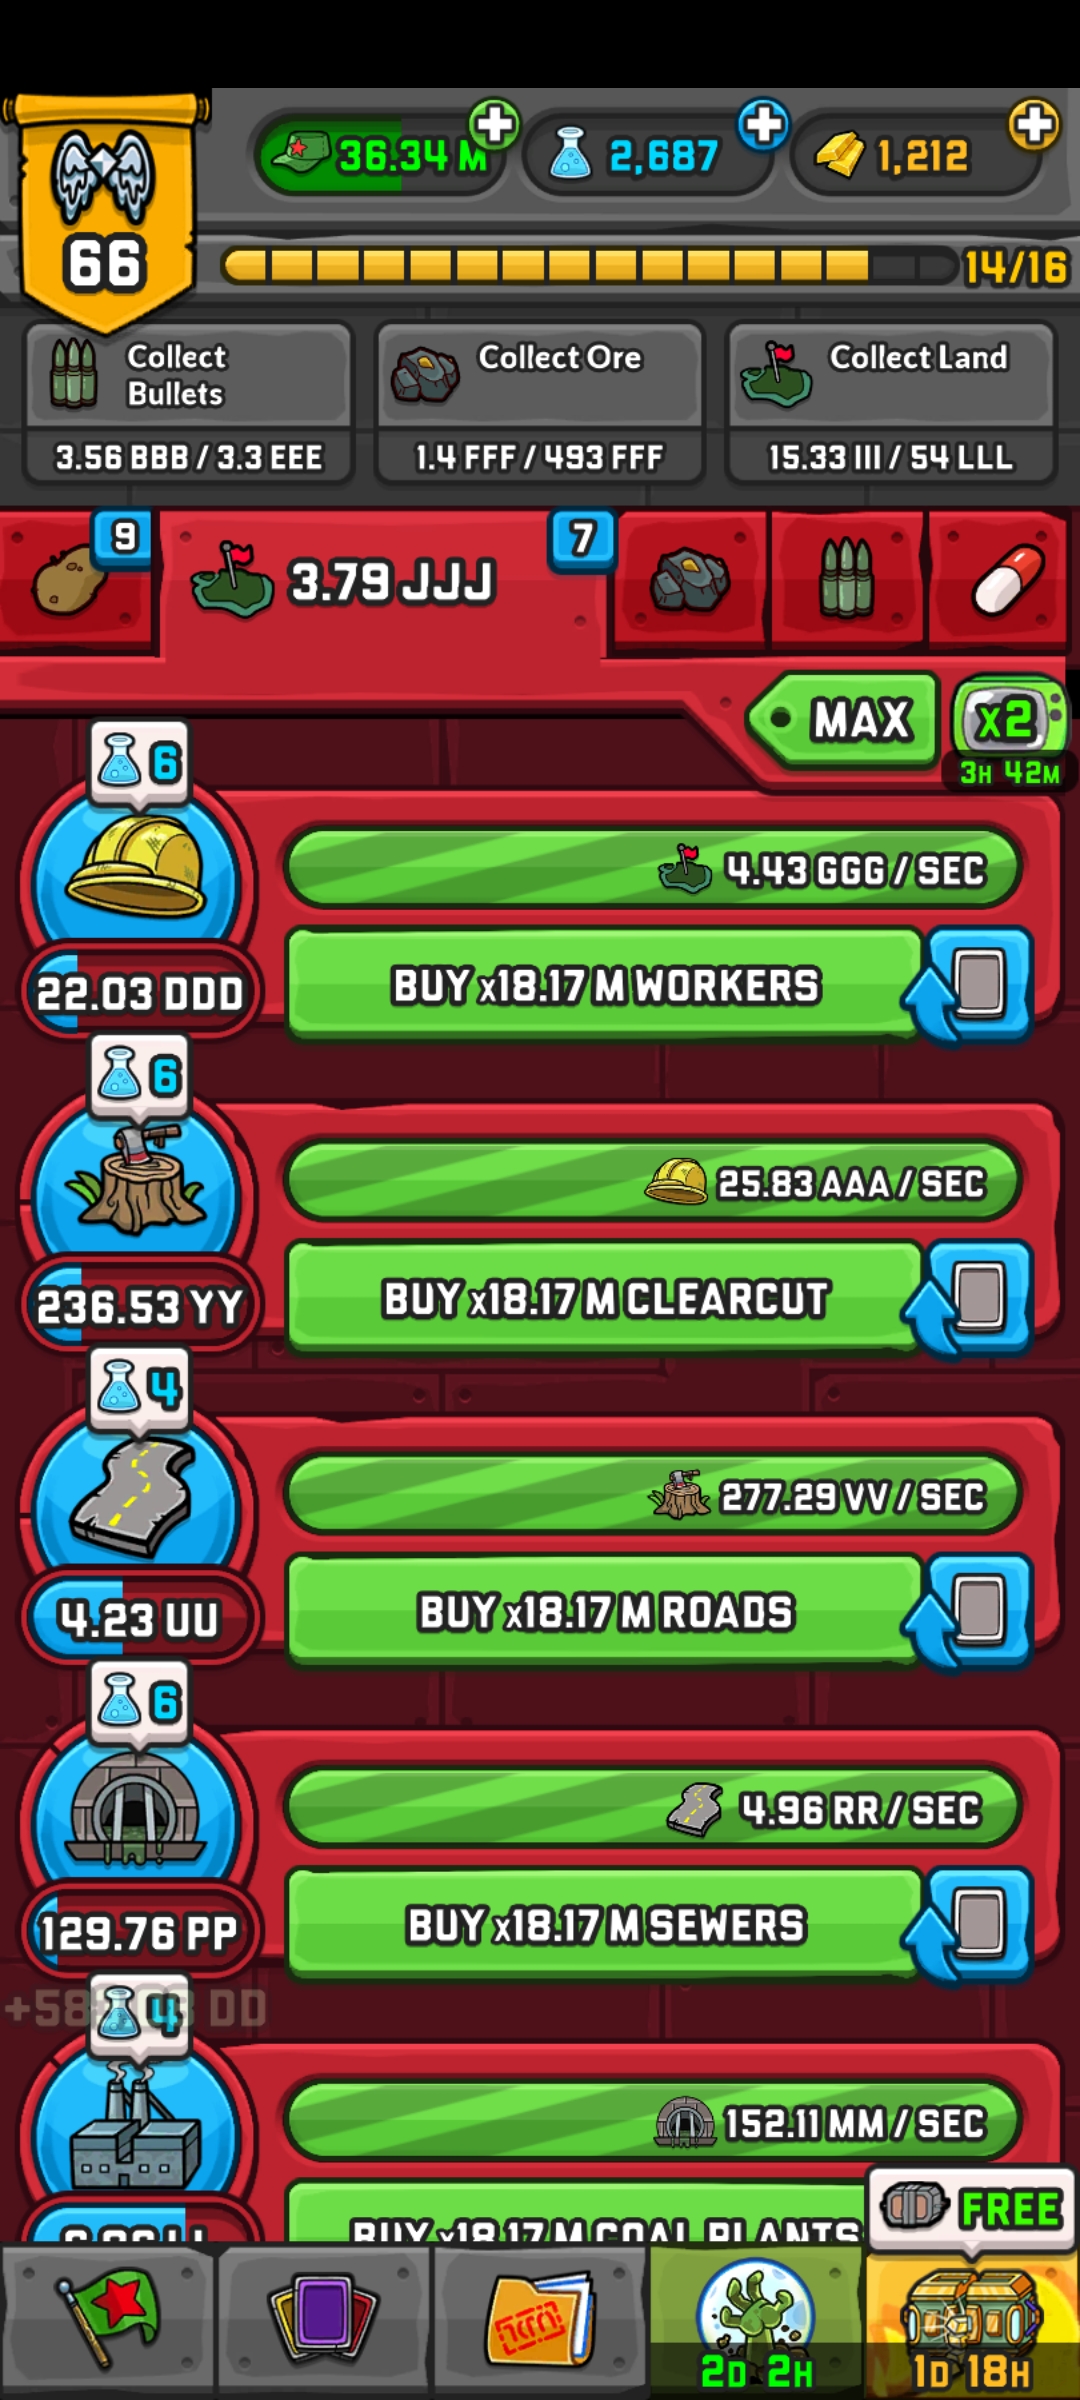 36.34 M
2,687
1,212
66
14/16
Collect
Bullets
3.56 BBB / 3.3 EEE
Collect Ore
1.4 FFF / 493 FFF
Collect Land
15.33 III / 54 LLL
9
3.79 JJJ
7
MAX
x2
3H 42M
6
4.43 GGG / SEC
22.03 DDD
BUY x18.17 M WORKERS
6
25.83 AAA / SEC
236.53 YY
BUY x18.17 M CLEARCUT
4
277.29 VV / SEC
4.23 UU
BUY x18.17 M ROADS
6
4.96 RR / SEC
129.76 PP
BUY x18.17 M SEWERS
4
152.11 MM / SEC
BUY x18.17 M COAL PLANTS
FREE
2D 2H
1D 18H